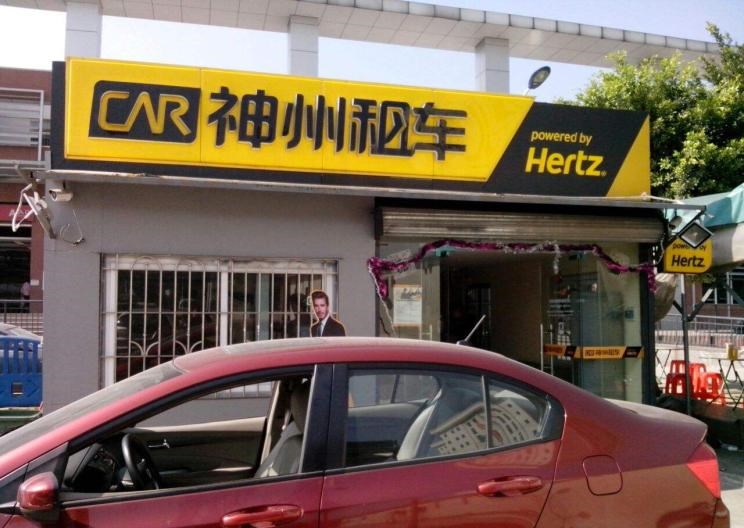 CAR 神州租车
powered by
Hertz
powered by
Hertz